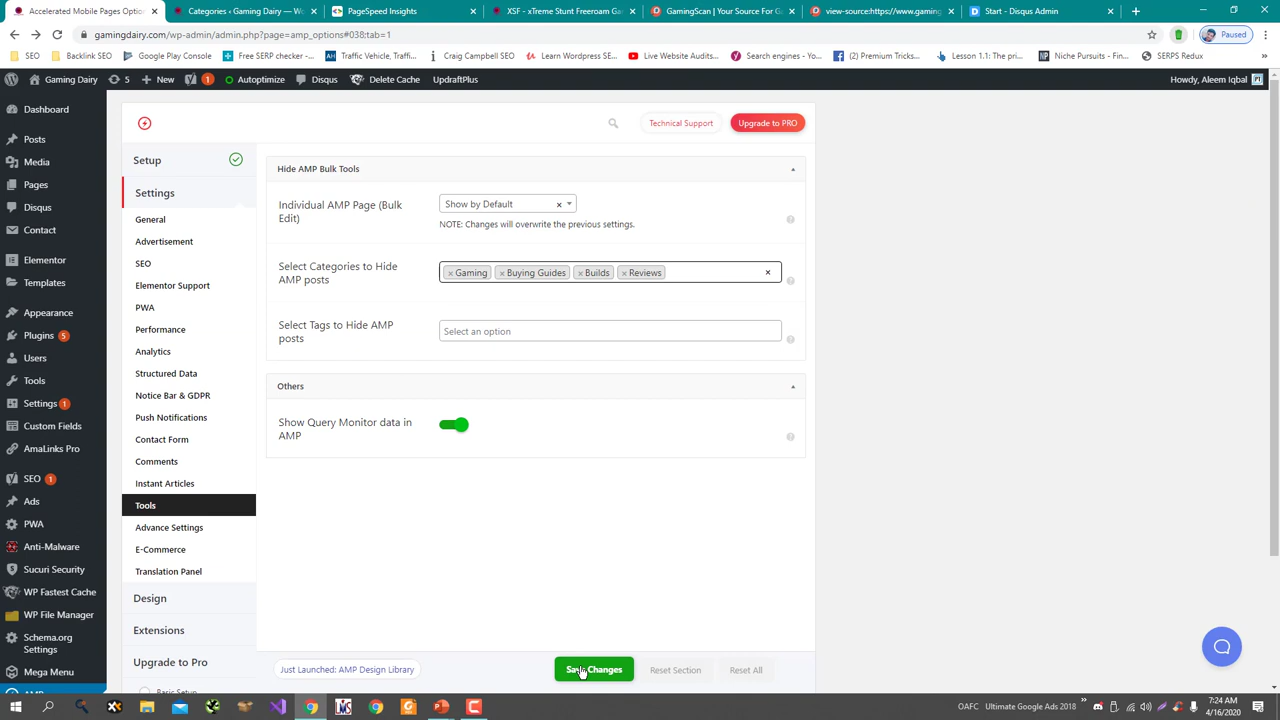 Accelerated Mobile Pages Option
Categories ‹ Gaming Dairy — Wo
PageSpeed Insights
XSF - xTreme Stunt Freeroam Ga
GamingScan | Your Source For Ga
view-source:https://www.gaming
Start - Disqus Admin
gamingdairy.com/wp-admin/admin.php?page=amp_options#038;tab=1
Paused
SEO
Backlink SEO
Google Play Console
Free SERP checker -...
Traffic Vehicle, Traffi...
Craig Campbell SEO
Learn Wordpress SE...
Live Website Audits...
Search engines - Yo...
(2) Premium Tricks...
Lesson 1.1: The pri...
Niche Pursuits - Fin...
SERPS Redux
Gaming Dairy
5
New
1
Autoptimize
Disqus
Delete Cache
UpdraftPlus
Howdy, Aleem Iqbal
Dashboard
Posts
Media
Pages
Disqus
Contact
Elementor
Templates
Appearance
Plugins 5
Users
Tools
Settings 1
Custom Fields
AmaLinks Pro
SEO 1
Ads
PWA
Anti-Malware
Sucuri Security
WP Fastest Cache
WP File Manager
Schema.org
Settings
Mega Menu
AMP
Setup
Settings
General
Advertisement
SEO
Elementor Support
PWA
Performance
Analytics
Structured Data
Notice Bar & GDPR
Push Notifications
Contact Form
Comments
Instant Articles
Tools
Advance Settings
E-Commerce
Translation Panel
Design
Extensions
Upgrade to Pro
Basic Setup
Technical Support
Upgrade to PRO
Hide AMP Bulk Tools
Individual AMP Page (Bulk
Edit)
Show by Default
NOTE: Changes will overwrite the previous settings.
Select Categories to Hide
AMP posts
× Gaming × Buying Guides × Builds × Reviews
Select Tags to Hide AMP
posts
Select an option
Others
Show Query Monitor data in
AMP
Just Launched: AMP Design Library
Save Changes
Reset Section
Reset All
OAFC
Ultimate Google Ads 2018
7:24 AM
4/16/2020